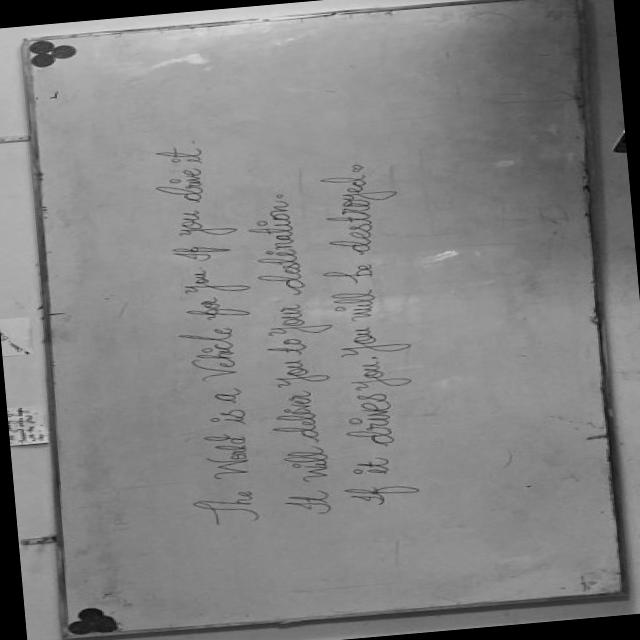 The World is a Vehicle for You If you drive it.
It will deliver You to Your destination.
If it drives You, You will be destroyed.